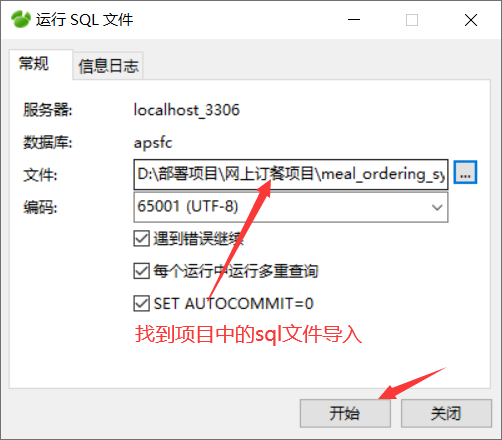 运行 SQL 文件
常规
信息日志
服务器:
localhost_3306
数据库:
apsfc
文件:
D:\部署项目\网上订餐项目\meal_ordering_sy
...
编码:
65001 (UTF-8)
遇到错误继续
每个运行中运行多重查询
SET AUTOCOMMIT=0
找到项目中的sql文件导入
开始
关闭